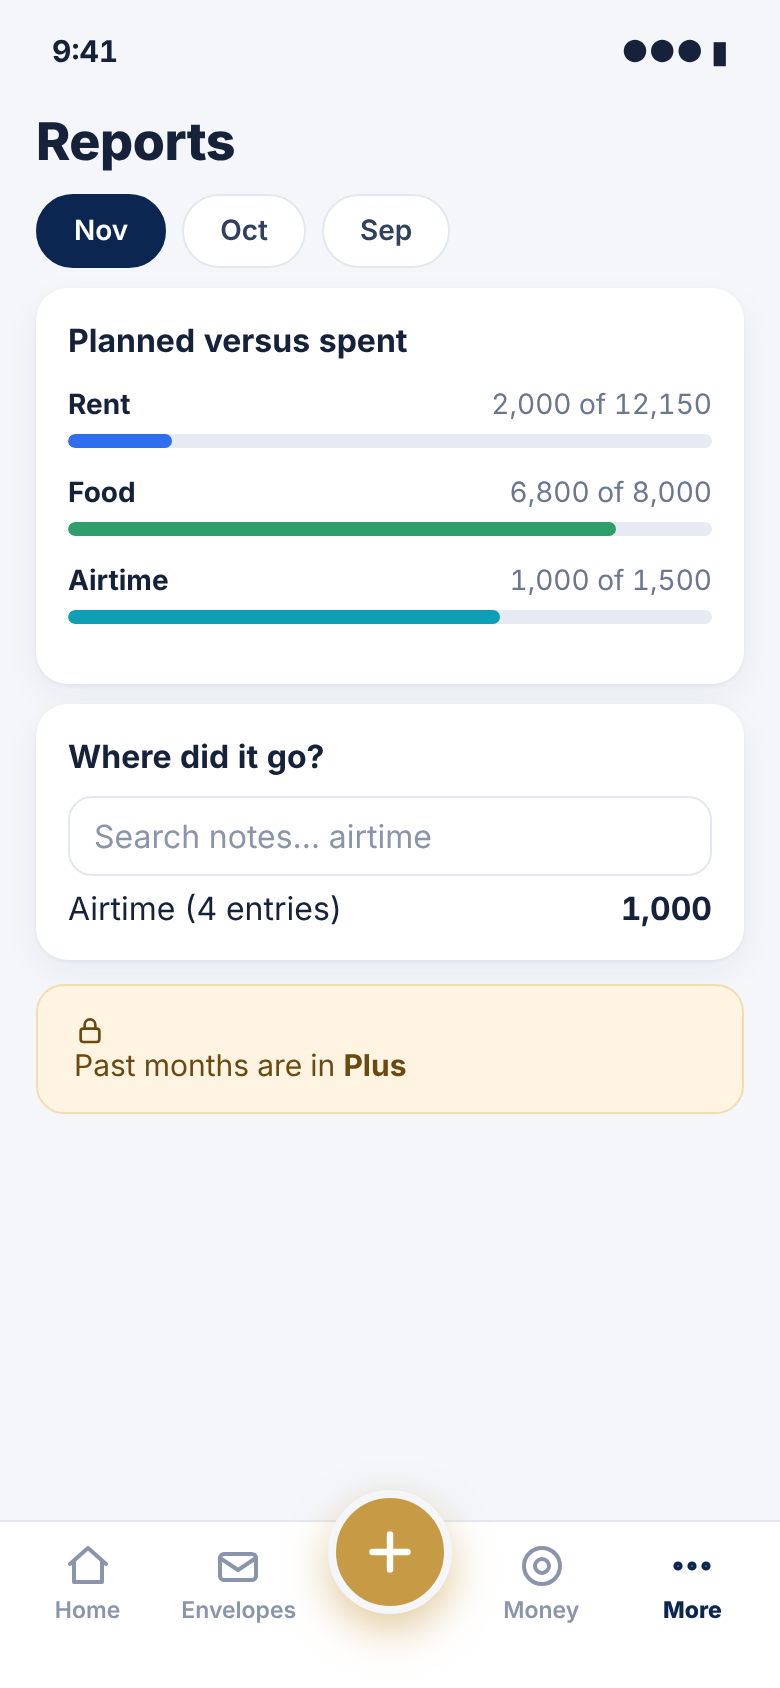 9:41
Reports
Nov Oct Sep
Planned versus spent
Rent 2,000 of 12,150
Food 6,800 of 8,000
Airtime 1,000 of 1,500
Where did it go?
Search notes... airtime
Airtime (4 entries) 1,000
Past months are in Plus
Home Envelopes Money More